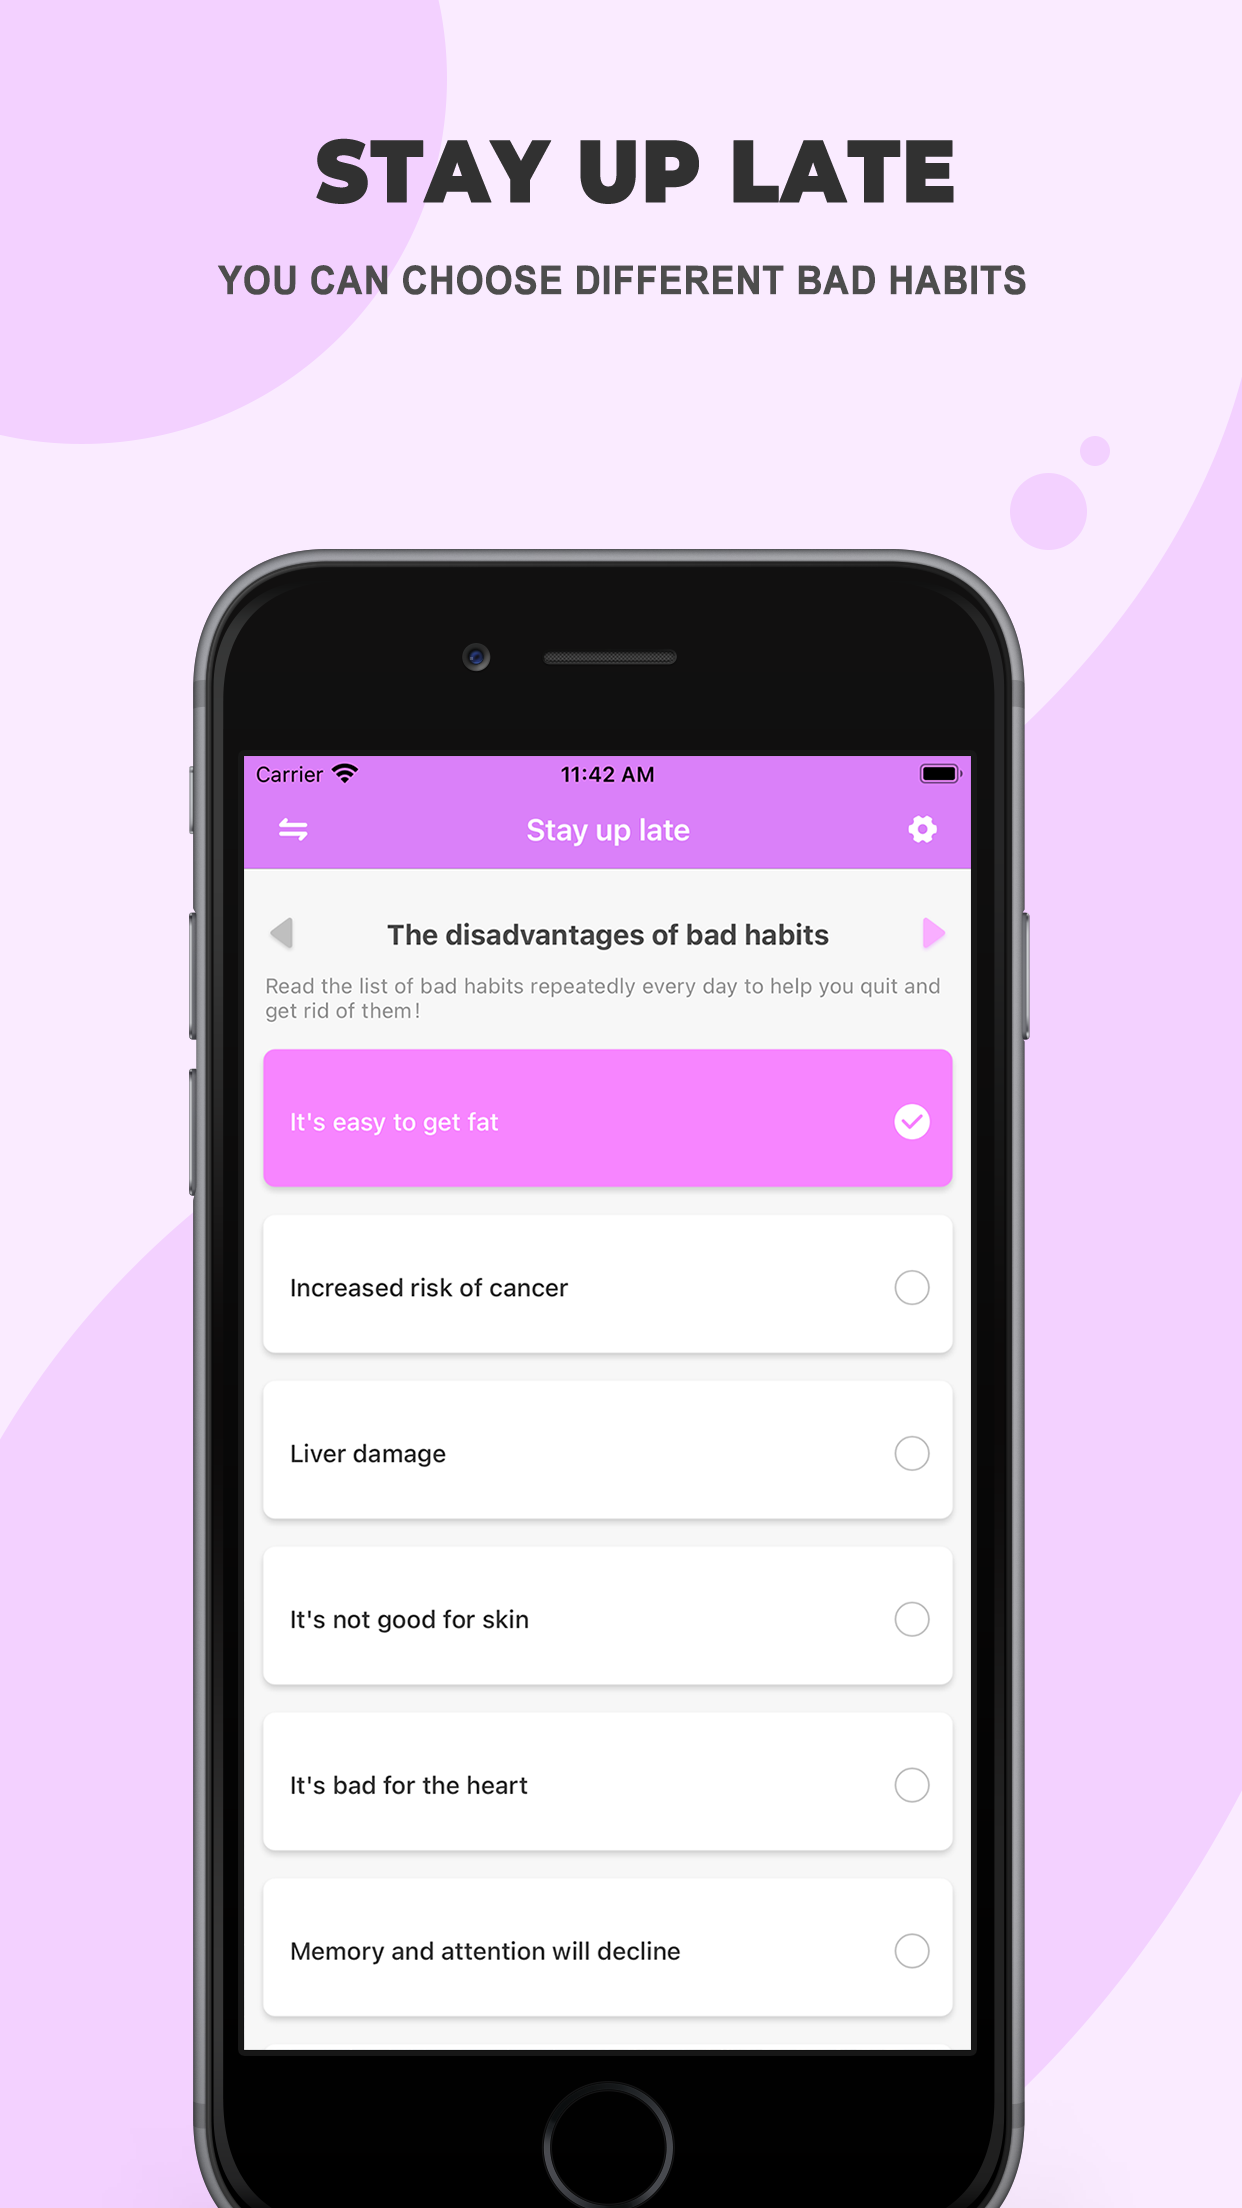 STAY UP LATE
YOU CAN CHOOSE DIFFERENT BAD HABITS
Carrier 11:42 AM
Stay up late
The disadvantages of bad habits
Read the list of bad habits repeatedly every day to help you quit and
get rid of them!
It's easy to get fat
Increased risk of cancer
Liver damage
It's not good for skin
It's bad for the heart
Memory and attention will decline